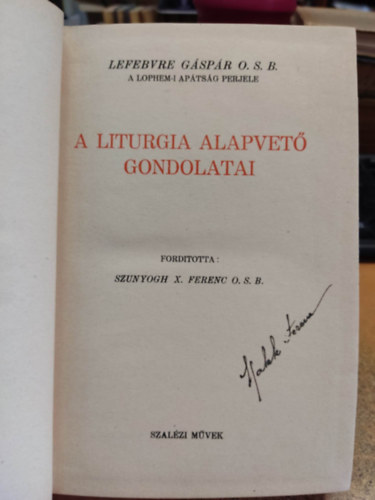 LEFEBVRE GÁSPÁR O. S. B.
A LOPHEM-I APÁTSÁG PERJELE
A LITURGIA ALAPVETŐ
GONDOLATAI
FORDITOTTA:
SZUNYOGH X. FERENC O. S. B.
SZALÉZI MŰVEK